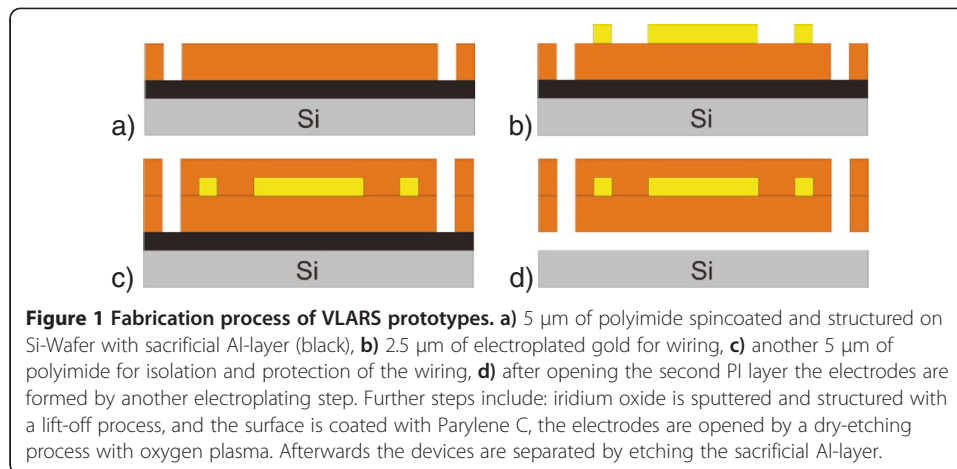 a)
Si
b)
Si
c)
Si
d)
Si
Figure 1 Fabrication process of VLARS prototypes. a) 5 μm of polyimide spincoated and structured on
Si-Wafer with sacrificial Al-layer (black), b) 2.5 μm of electroplated gold for wiring, c) another 5 μm of
polyimide for isolation and protection of the wiring, d) after opening the second PI layer the electrodes are
formed by another electroplating step. Further steps include: iridium oxide is sputtered and structured with
a lift-off process, and the surface is coated with Parylene C, the electrodes are opened by a dry-etching
process with oxygen plasma. Afterwards the devices are separated by etching the sacrificial Al-layer.